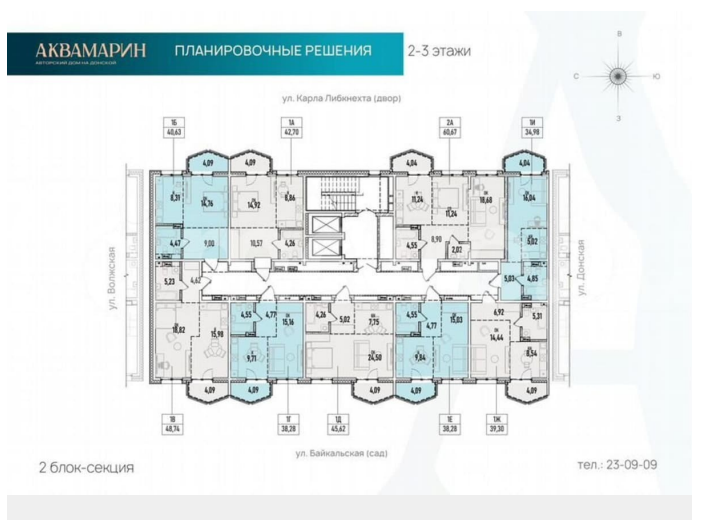 АКВАМАРИН
АВТОРСКИЙ ДОМ НА ДОНСКОЙ
ПЛАНИРОВОЧНЫЕ РЕШЕНИЯ
2-3 этажи
В
С
Ю
З
ул. Карла Либкнехта (двор)
1Б
40,63
1А
42,70
2А
60,67
1И
34,98
4,09
4,09
4,04
4,04
8,31
14,76
14,92
8,86
11,24
11,24
18,68
16,04
4,47
9,00
10,57
4,26
4,55
8,90
2,02
5,02
5,23
4,62
5,03
4,85
ул. Волжская
ул. Донская
4,55
4,77
15,16
4,26
5,02
7,75
4,55
4,77
15,03
6,92
5,31
18,82
15,98
9,71
24,50
9,04
14,44
8,54
4,09
4,09
4,09
4,09
4,09
1В
48,74
1Г
38,28
1Д
45,62
1Е
38,28
1Ж
39,30
ул. Байкальская (сад)
2 блок-секция
тел.: 23-09-09